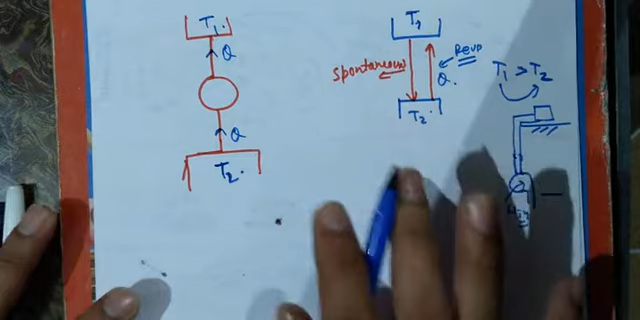 T₁.
Q
Q
T₂.
T₁
spontaneous
Q.
T₂.
T₁ > T₂